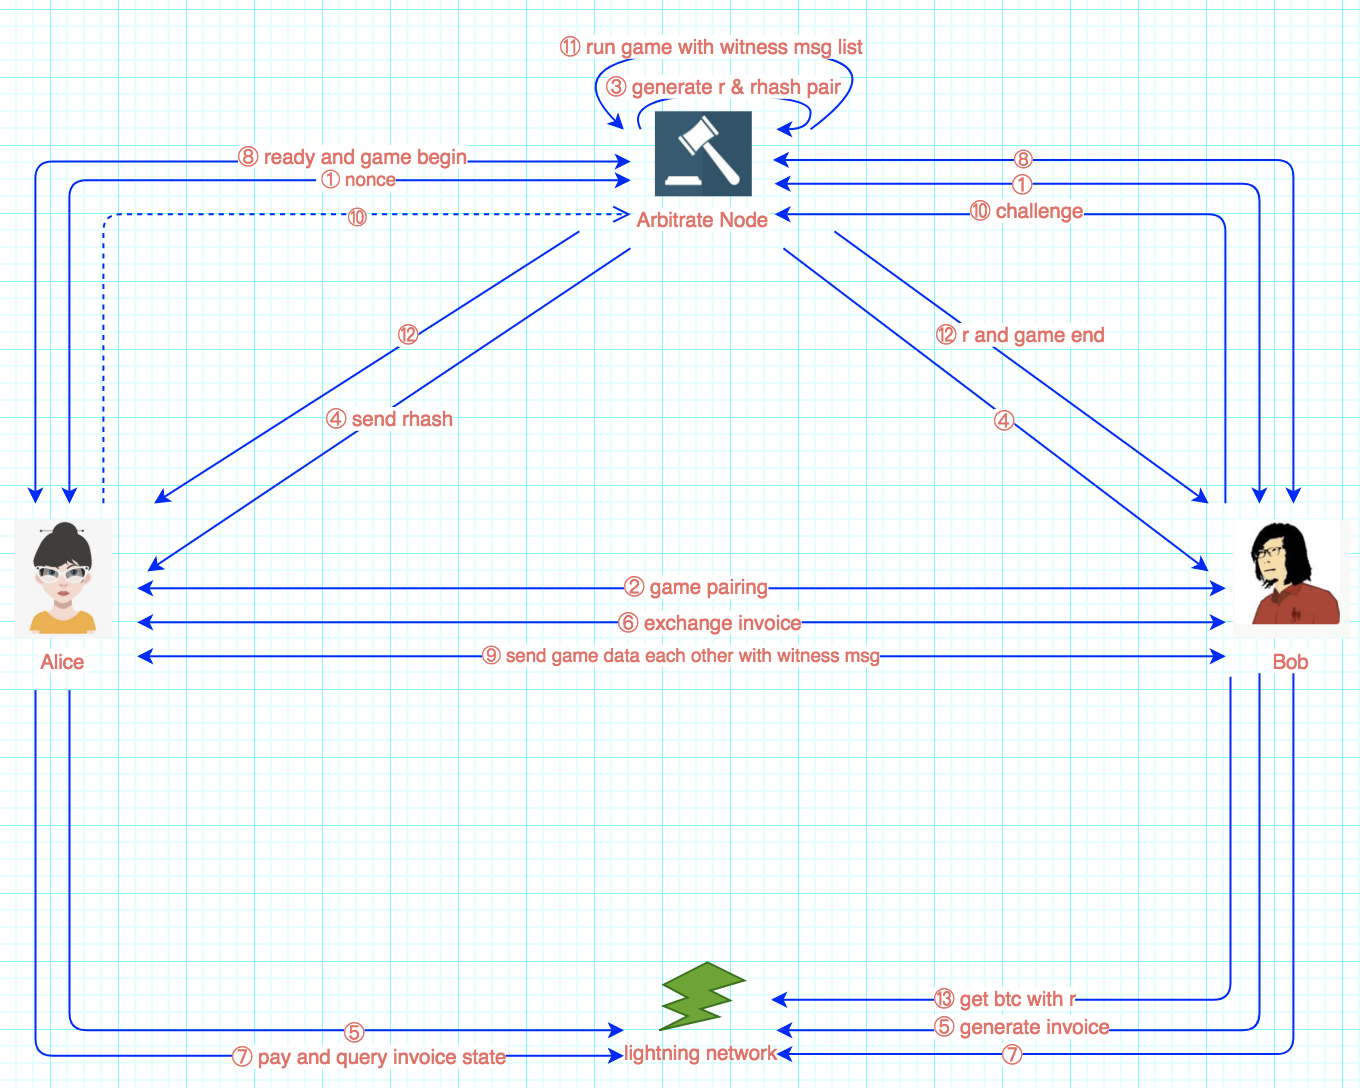 ⑪ run game with witness msg list
③ generate r & rhash pair
⑧ ready and game begin
⑧
① nonce
①
⑩
Arbitrate Node
⑩ challenge
⑫
⑫ r and game end
④ send rhash
④
② game pairing
⑥ exchange invoice
⑨ send game data each other with witness msg
Alice
Bob
⑬ get btc with r
⑤
⑤ generate invoice
⑦ pay and query invoice state
lightning network
⑦